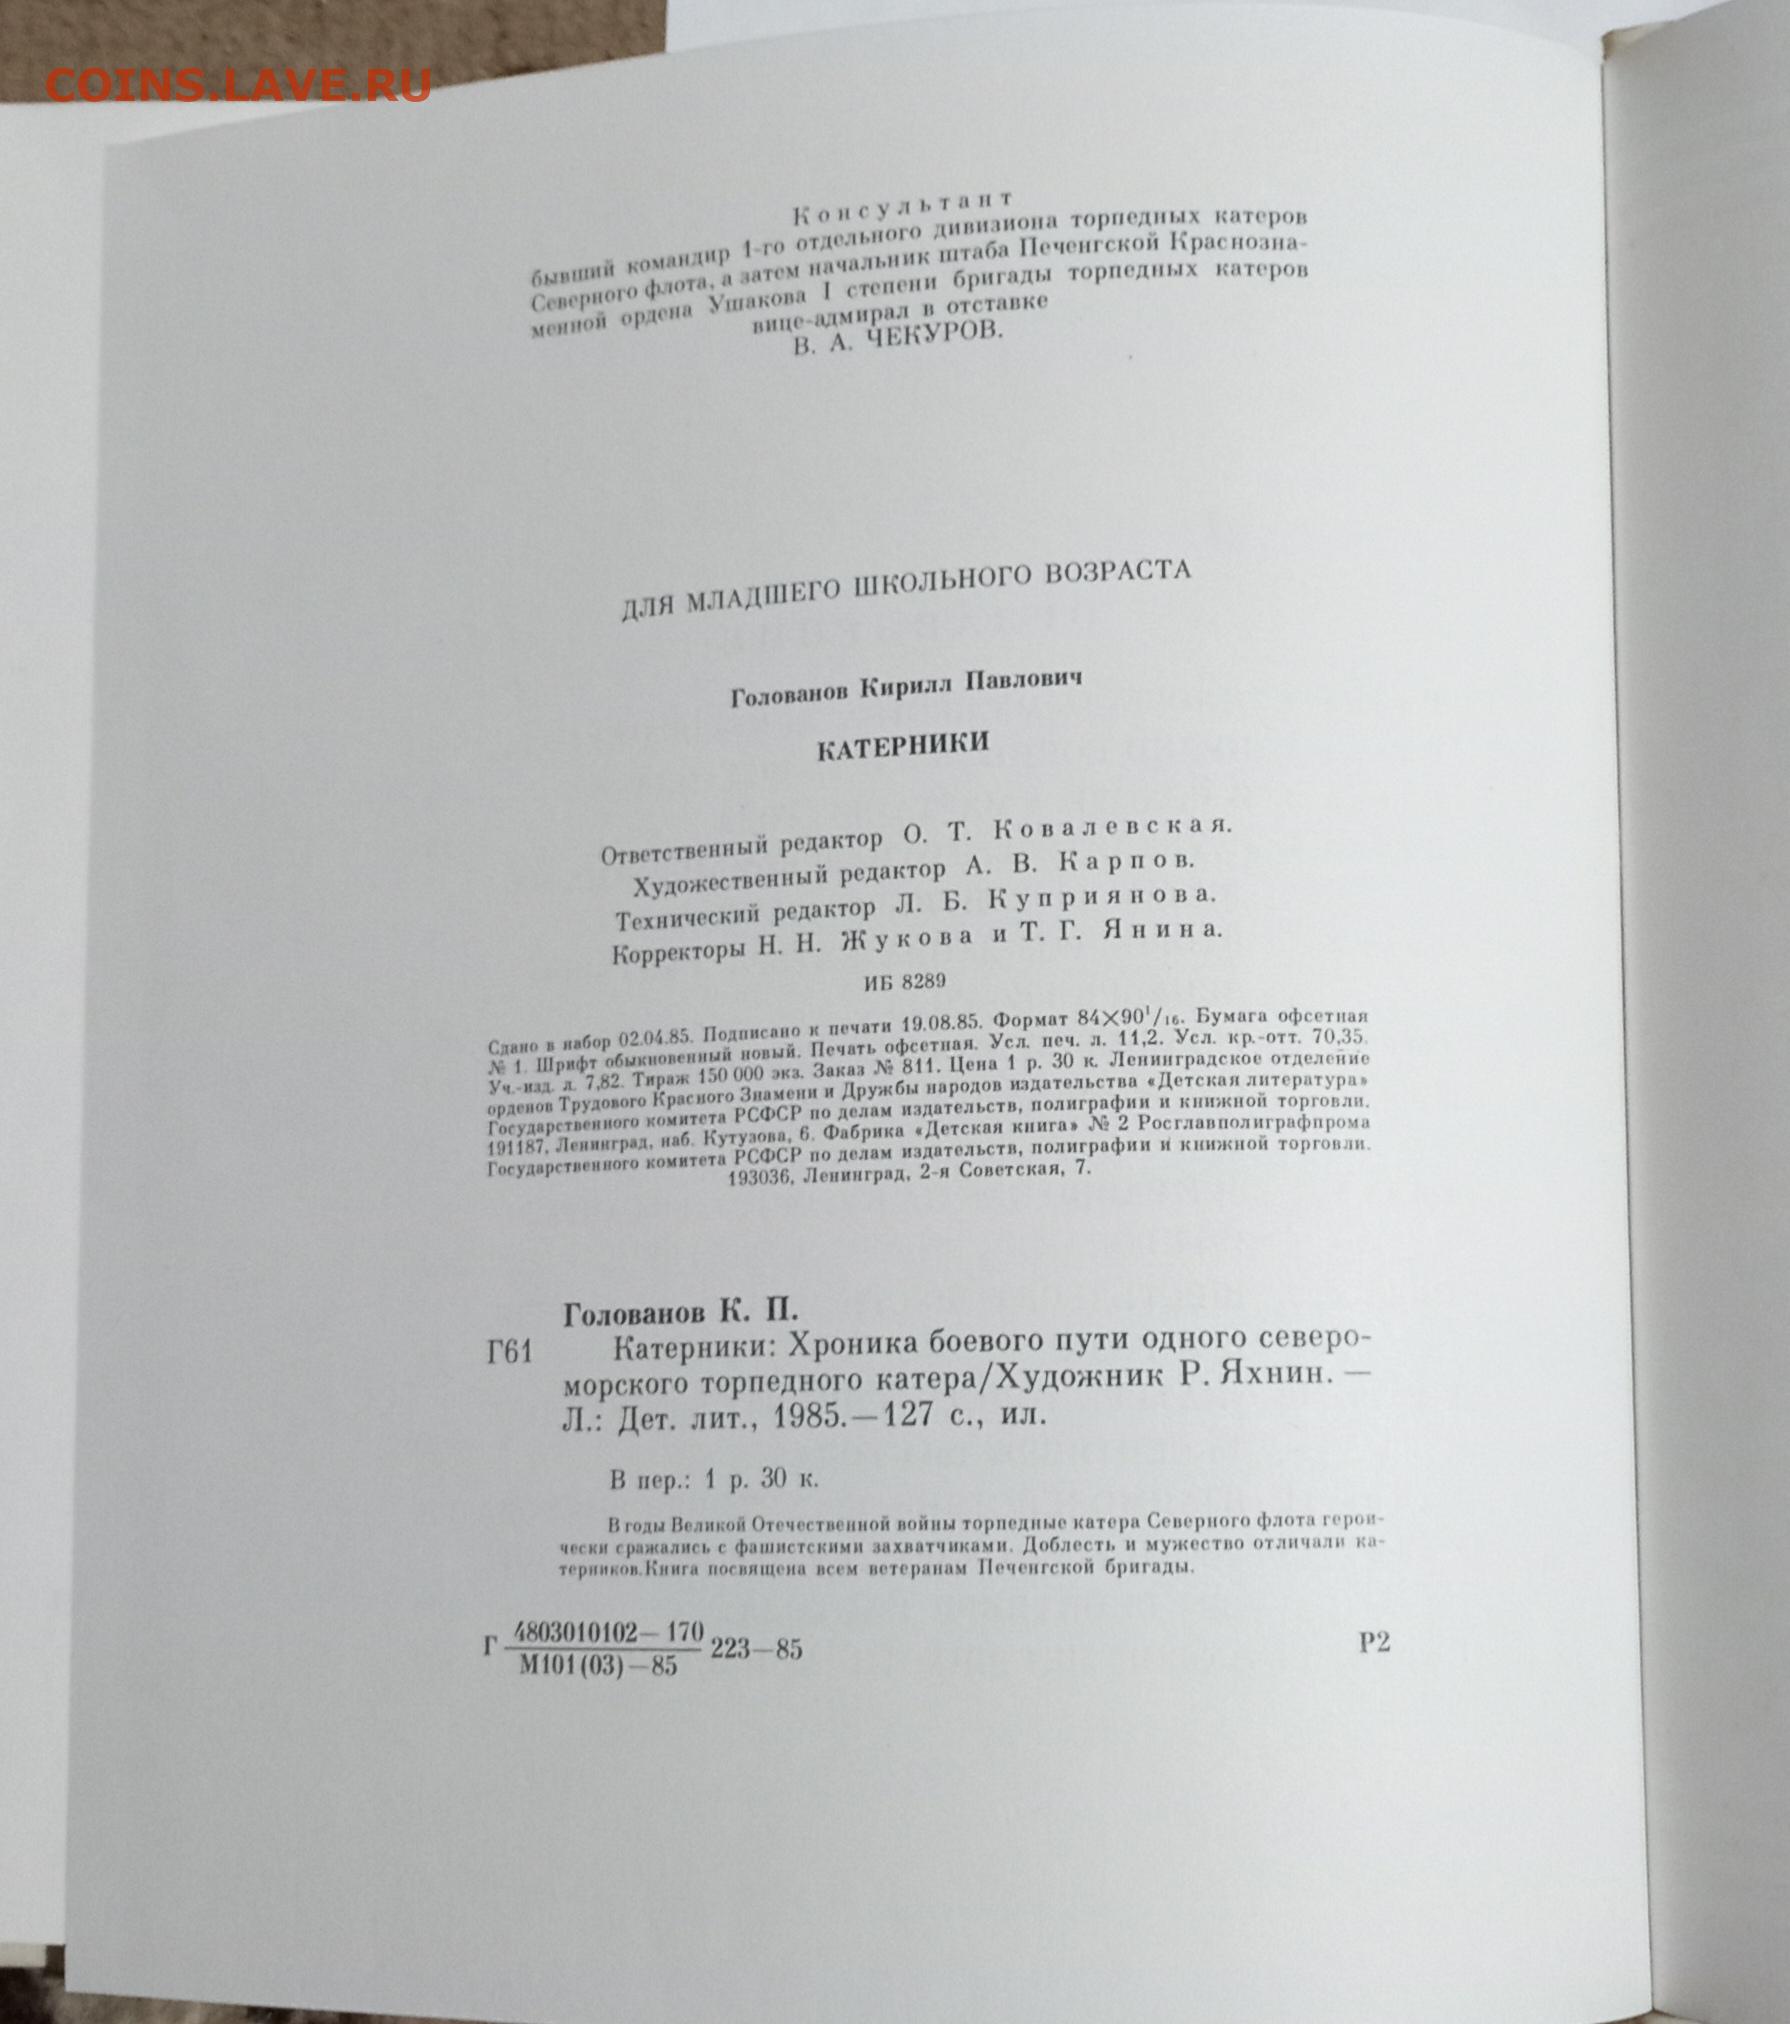 COINS.LAVE.RU
Консультант
бывший командир 1-го отдельного дивизиона торпедных катеров
Северного флота, а затем начальник штаба Печенгской Краснозна-
менной ордена Ушакова I степени бригады торпедных катеров
вице-адмирал в отставке
В. А. ЧЕКУРОВ.
ДЛЯ МЛАДШЕГО ШКОЛЬНОГО ВОЗРАСТА
Голованов Кирилл Павлович
КАТЕРНИКИ
Ответственный редактор О. Т. Ковалевская.
Художественный редактор А. В. Карпов.
Технический редактор Л. Б. Куприянова.
Корректоры Н. Н. Жукова и Т. Г. Янина.
ИБ 8289
Сдано в набор 02.04.85. Подписано к печати 19.08.85. Формат 84×90¹/₁₆. Бумага офсетная
№ 1. Шрифт обыкновенный новый. Печать офсетная. Усл. печ. л. 11,2. Усл. кр.-отт. 70,35.
Уч.-изд. л. 7,82. Тираж 150 000 экз. Заказ № 811. Цена 1 р. 30 к. Ленинградское отделение
орденов Трудового Красного Знамени и Дружбы народов издательства «Детская литература»
Государственного комитета РСФСР по делам издательств, полиграфии и книжной торговли.
191187, Ленинград, наб. Кутузова, 6. Фабрика «Детская книга» № 2 Росглавполиграфпрома
Государственного комитета РСФСР по делам издательств, полиграфии и книжной торговли.
193036, Ленинград, 2-я Советская, 7.
Голованов К. П.
Г61 Катерники: Хроника боевого пути одного северо-
морского торпедного катера/Художник Р. Яхнин. —
Л.: Дет. лит., 1985.—127 с., ил.
В пер.: 1 р. 30 к.
В годы Великой Отечественной войны торпедные катера Северного флота герои-
чески сражались с фашистскими захватчиками. Доблесть и мужество отличали ка-
терников.Книга посвящена всем ветеранам Печенгской бригады.
4803010102—170
Г 223—85 Р2
М101(03)—85